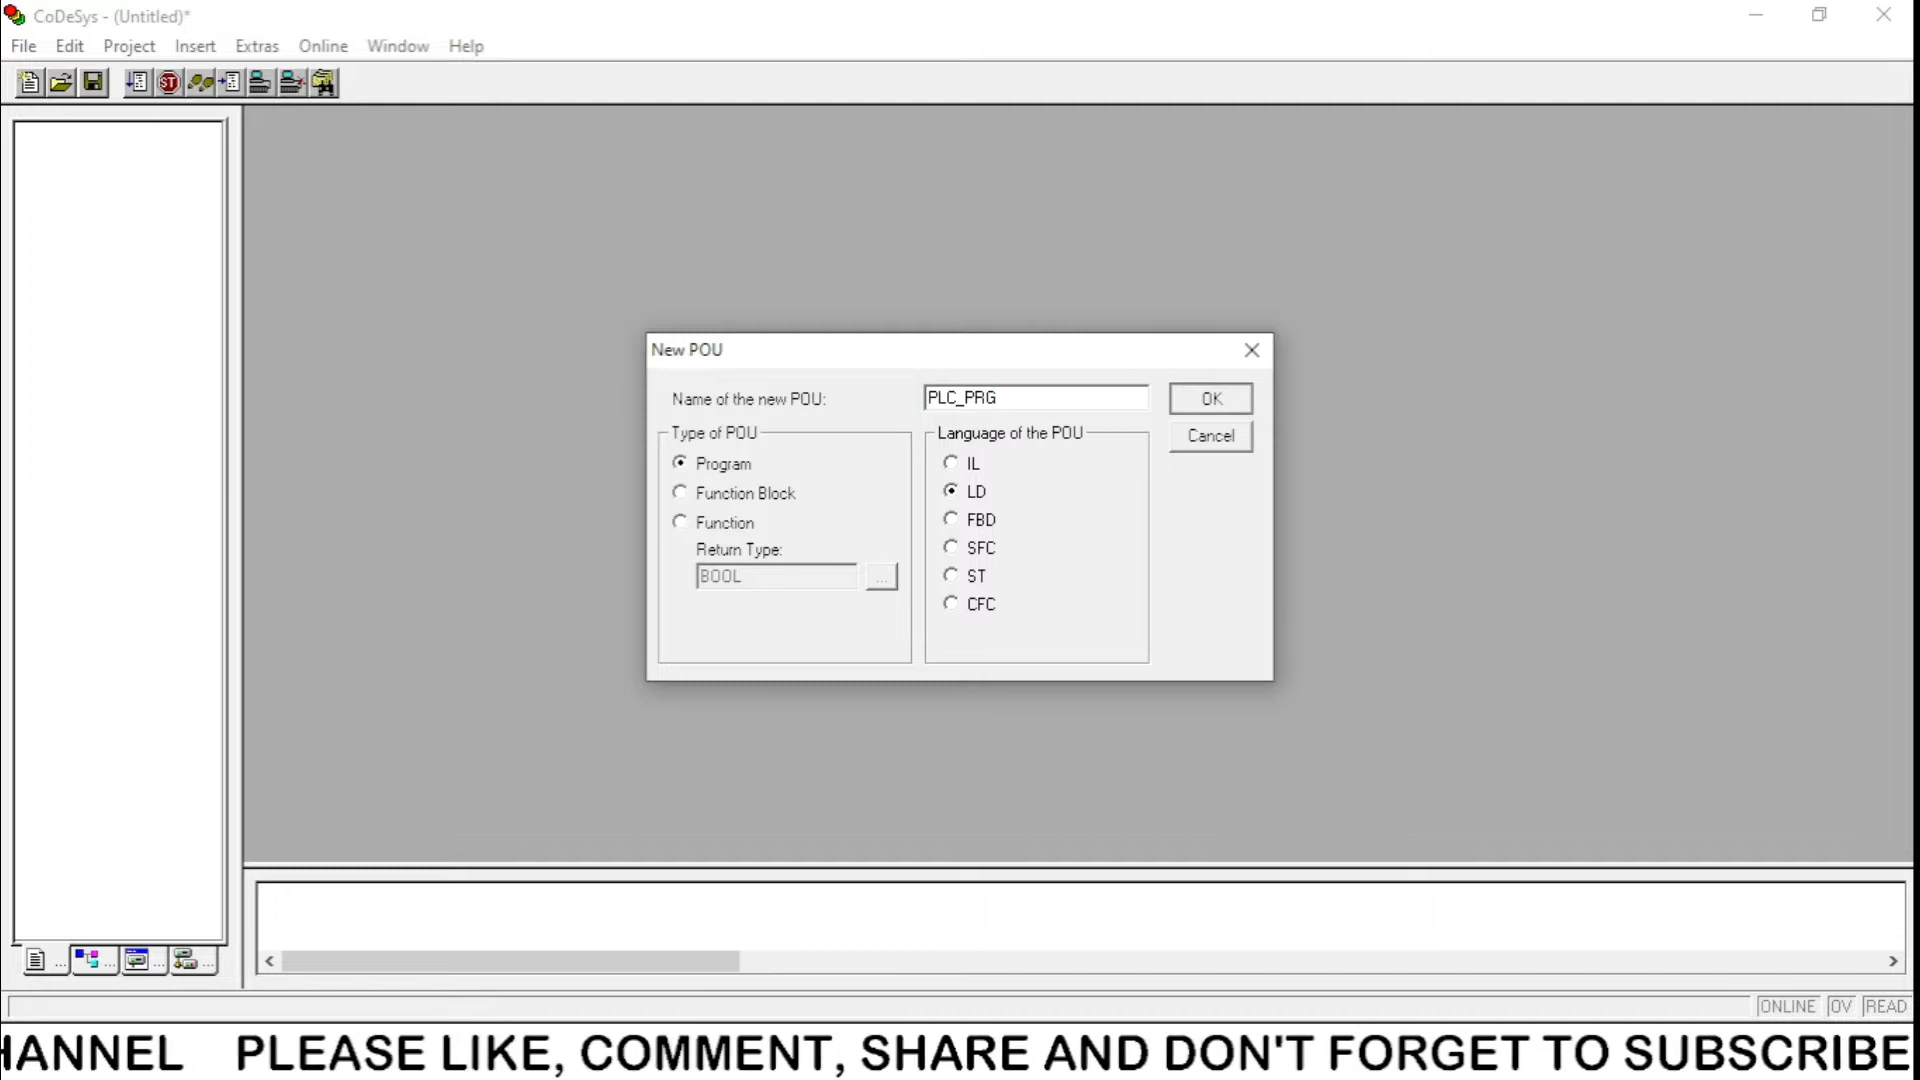 CoDeSys - (Untitled)*
File Edit Project Insert Extras Online Window Help
ST
New POU
Name of the new POU: PLC_PRG OK
Cancel
Type of POU
Program
Function Block
Function
Return Type:
BOOL ...
Language of the POU
IL
LD
FBD
SFC
ST
CFC
... ... ... ...
ONLINE OV READ
HANNEL PLEASE LIKE, COMMENT, SHARE AND DON'T FORGET TO SUBSCRIBE